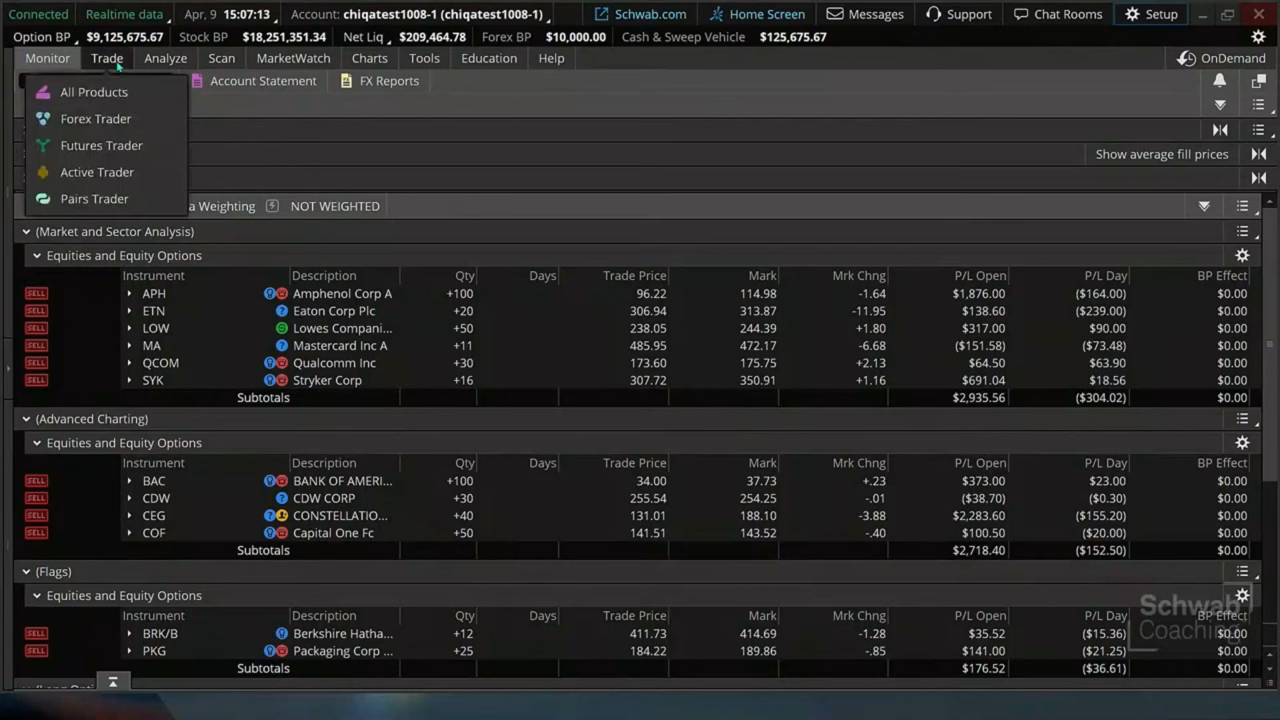 Connected Realtime data Apr, 9 15:07:13 Account: chiqatest1008-1 (chiqatest1008-1) Schwab.com Home Screen Messages Support Chat Rooms Setup
Option BP $9,125,675.67 Stock BP $18,251,351.34 Net Liq $209,464.78 Forex BP $10,000.00 Cash & Sweep Vehicle $125,675.67
Monitor Trade Analyze Scan MarketWatch Charts Tools Education Help OnDemand
Account Statement FX Reports
All Products
Forex Trader
Futures Trader
Active Trader
Pairs Trader
Show average fill prices
a Weighting NOT WEIGHTED
(Market and Sector Analysis)
Equities and Equity Options
Instrument Description Qty Days Trade Price Mark Mrk Chng P/L Open P/L Day BP Effect
SELL APH Amphenol Corp A +100 96.22 114.98 -1.64 $1,876.00 ($164.00) $0.00
SELL ETN Eaton Corp Plc +20 306.94 313.87 -11.95 $138.60 ($239.00) $0.00
SELL LOW Lowes Compani... +50 238.05 244.39 +1.80 $317.00 $90.00 $0.00
SELL MA Mastercard Inc A +11 485.95 472.17 -6.68 ($151.58) ($73.48) $0.00
SELL QCOM Qualcomm Inc +30 173.60 175.75 +2.13 $64.50 $63.90 $0.00
SELL SYK Stryker Corp +16 307.72 350.91 +1.16 $691.04 $18.56 $0.00
Subtotals $2,935.56 ($304.02) $0.00
(Advanced Charting)
Equities and Equity Options
Instrument Description Qty Days Trade Price Mark Mrk Chng P/L Open P/L Day BP Effect
SELL BAC BANK OF AMERI... +100 34.00 37.73 +.23 $373.00 $23.00 $0.00
SELL CDW CDW CORP +30 255.54 254.25 -.01 ($38.70) ($0.30) $0.00
SELL CEG CONSTELLATIO... +40 131.01 188.10 -3.88 $2,283.60 ($155.20) $0.00
SELL COF Capital One Fc +50 141.51 143.52 -.40 $100.50 ($20.00) $0.00
Subtotals $2,718.40 ($152.50) $0.00
(Flags)
Equities and Equity Options
Instrument Description Qty Days Trade Price Mark Mrk Chng P/L Open P/L Day BP Effect
SELL BRK/B Berkshire Hatha... +12 411.73 414.69 -1.28 $35.52 ($15.36) $0.00
SELL PKG Packaging Corp ... +25 184.22 189.86 -.85 $141.00 ($21.25) $0.00
Subtotals $176.52 ($36.61) $0.00
Schwab
Coaching